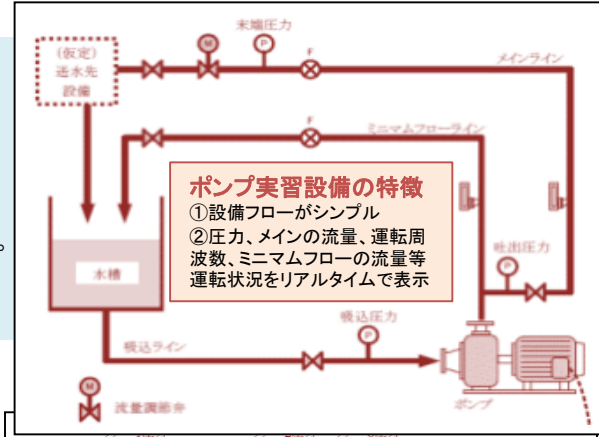 末端圧力
M
P
F
メインライン
(仮定)
送水先
設備
F
ミニマムフローライン
ポンプ実習設備の特徴
①設備フローがシンプル
②圧力、メインの流量、運転周
波数、ミニマムフローの流量等
運転状況をリアルタイムで表示
。
吐出圧力
P
水槽
吸込圧力
P
吸込ライン
ポンプ
M
流量調節弁